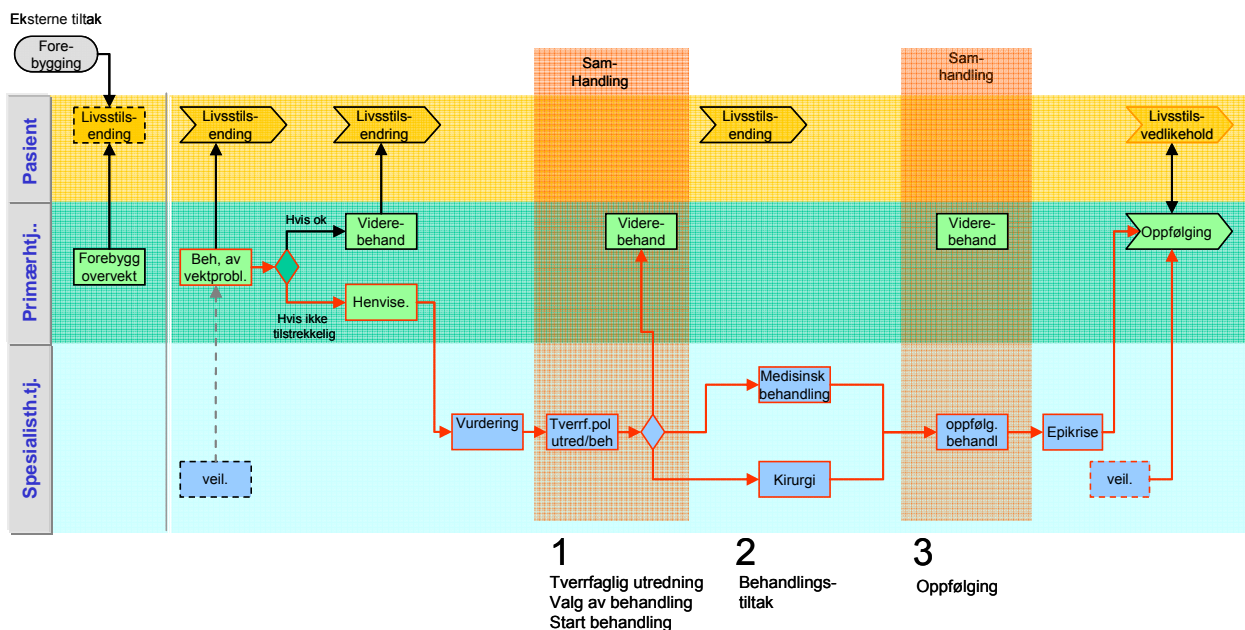 Eksterne tiltak
Fore-
bygging
Sam-
Handling
Sam-
handling
Pasient
Livsstils-
ending
Livsstils-
ending
Livsstils-
endring
Livsstils-
ending
Livsstils-
vedlikehold
Primærhtj..
Forebygg
overvekt
Beh, av
vektprobl.
Hvis ok
Videre-
behand
Hvis ikke
tilstrekkelig
Henvise.
Videre-
behand
Videre-
behand
Oppfølging
Spesialisth.tj.
veil.
Vurdering
Tverrf.pol
utred/beh
Medisinsk
behandling
Kirurgi
oppfølg.
behandl
Epikrise
veil.
1
Tverrfaglig utredning
Valg av behandling
Start behandling
2
Behandlings-
tiltak
3
Oppfølging